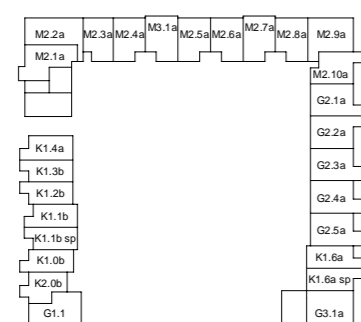 M2.2a
M2.3a
M2.4a
M3.1a
M2.5a
M2.6a
M2.7a
M2.8a
M2.9a
M2.1a
M2.10a
G2.1a
G2.2a
G2.3a
G2.4a
G2.5a
K1.4a
K1.3b
K1.2b
K1.1b
K1.1b sp
K1.0b
K2.0b
G1.1
K1.6a
K1.6a sp
G3.1a